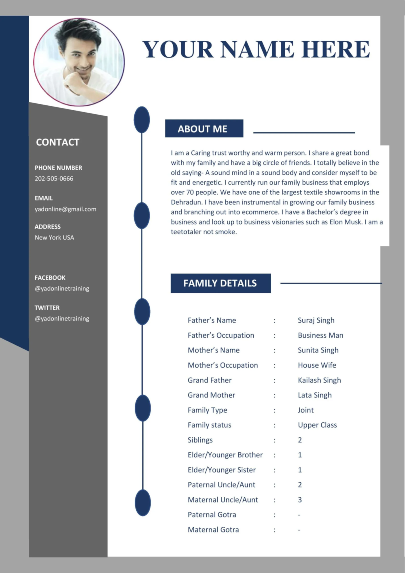 YOUR NAME HERE
CONTACT
PHONE NUMBER
202-505-0666
EMAIL
yadonline@gmail.com
ADDRESS
New York USA
FACEBOOK
@yadonlinetraining
TWITTER
@yadonlinetraining
ABOUT ME
I am a Caring trust worthy and warm person. I share a great bond
with my family and have a big circle of friends. I totally believe in the
old saying- A sound mind in a sound body and consider myself to be
fit and energetic. I currently run our family business that employs
over 70 people. We have one of the largest textile showrooms in the
Dehradun. I have been instrumental in growing our family business
and branching out into ecommerce. I have a Bachelor's degree in
business and look up to business visionaries such as Elon Musk. I am a
teetotaler not smoke.
FAMILY DETAILS
Father's Name : Suraj Singh
Father's Occupation : Business Man
Mother's Name : Sunita Singh
Mother's Occupation : House Wife
Grand Father : Kailash Singh
Grand Mother : Lata Singh
Family Type : Joint
Family status : Upper Class
Siblings : 2
Elder/Younger Brother : 1
Elder/Younger Sister : 1
Paternal Uncle/Aunt : 2
Maternal Uncle/Aunt : 3
Paternal Gotra : -
Maternal Gotra : -